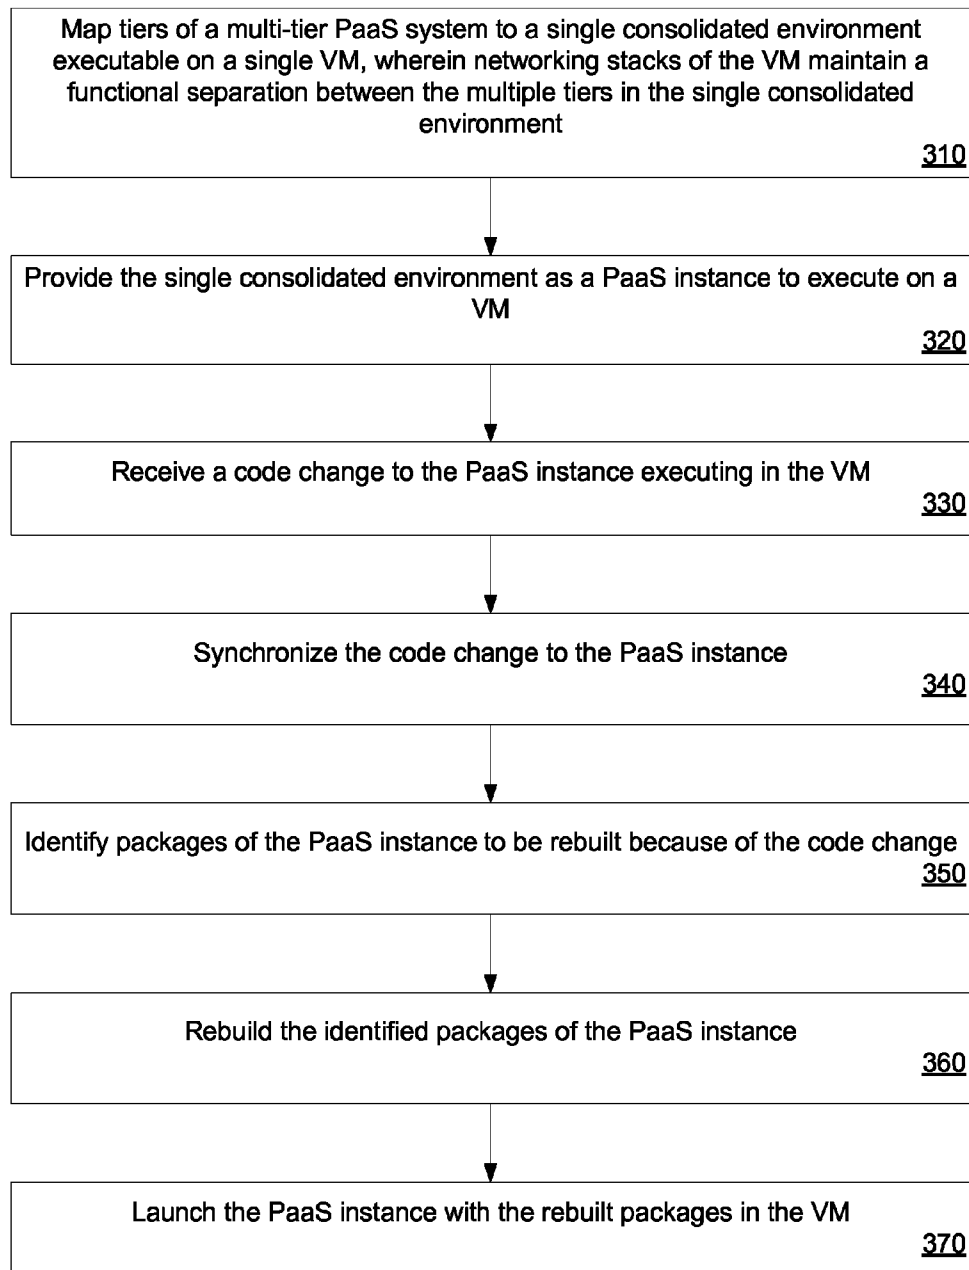 Map tiers of a multi-tier PaaS system to a single consolidated environment
executable on a single VM, wherein networking stacks of the VM maintain a
functional separation between the multiple tiers in the single consolidated
environment
310
Provide the single consolidated environment as a PaaS instance to execute on a
VM
320
Receive a code change to the PaaS instance executing in the VM
330
Synchronize the code change to the PaaS instance
340
Identify packages of the PaaS instance to be rebuilt because of the code change
350
Rebuild the identified packages of the PaaS instance
360
Launch the PaaS instance with the rebuilt packages in the VM
370